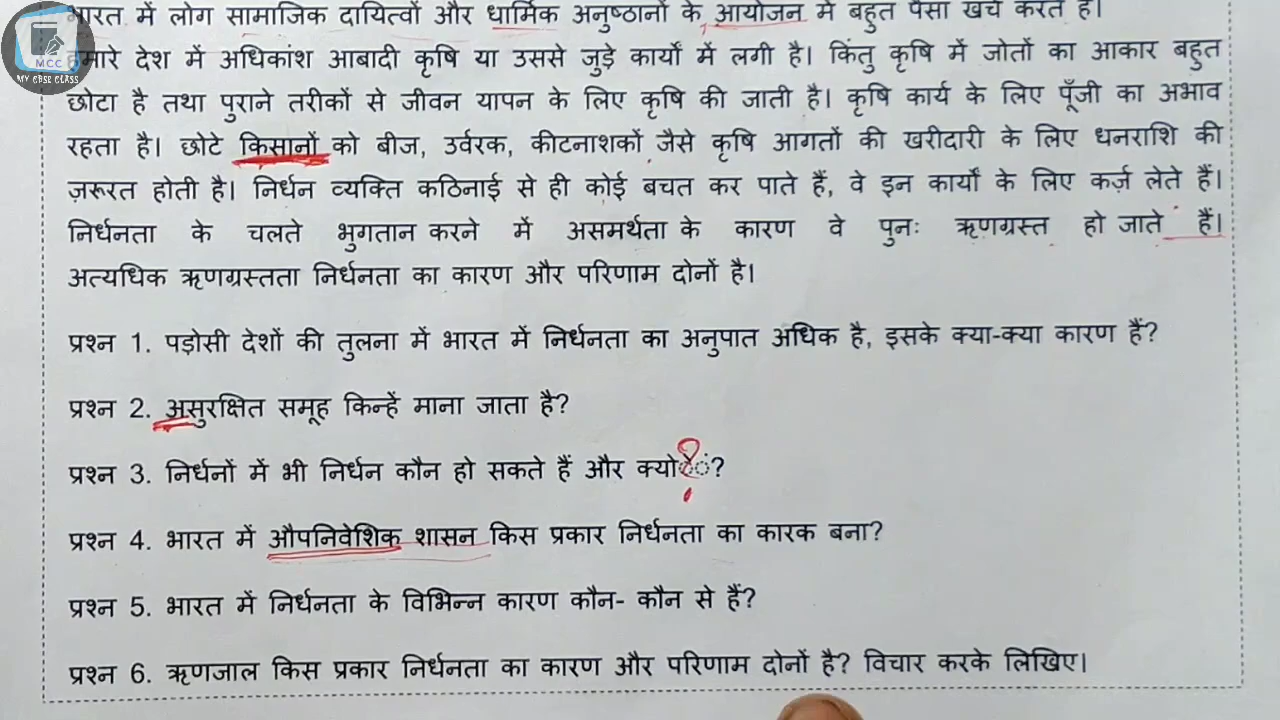 भारत में लोग सामाजिक दायित्वों और धार्मिक अनुष्ठानों के आयोजन में बहुत पैसा खर्च करते हैं।
हमारे देश में अधिकांश आबादी कृषि या उससे जुड़े कार्यों में लगी है। किंतु कृषि में जोतों का आकार बहुत
छोटा है तथा पुराने तरीकों से जीवन यापन के लिए कृषि की जाती है। कृषि कार्य के लिए पूँजी का अभाव
रहता है। छोटे किसानों को बीज, उर्वरक, कीटनाशकों जैसे कृषि आगतों की खरीदारी के लिए धनराशि की
ज़रूरत होती है। निर्धन व्यक्ति कठिनाई से ही कोई बचत कर पाते हैं, वे इन कार्यों के लिए कर्ज़ लेते हैं।
निर्धनता के चलते भुगतान करने में असमर्थता के कारण वे पुनः ऋणग्रस्त हो जाते हैं।
अत्यधिक ऋणग्रस्तता निर्धनता का कारण और परिणाम दोनों है।
प्रश्न 1. पड़ोसी देशों की तुलना में भारत में निर्धनता का अनुपात अधिक है, इसके क्या-क्या कारण हैं?
प्रश्न 2. असुरक्षित समूह किन्हें माना जाता है?
प्रश्न 3. निर्धनों में भी निर्धन कौन हो सकते हैं और क्यों?
प्रश्न 4. भारत में औपनिवेशिक शासन किस प्रकार निर्धनता का कारक बना?
प्रश्न 5. भारत में निर्धनता के विभिन्न कारण कौन- कौन से हैं?
प्रश्न 6. ऋणजाल किस प्रकार निर्धनता का कारण और परिणाम दोनों है? विचार करके लिखिए।
MCC
MY CBSE CLASS